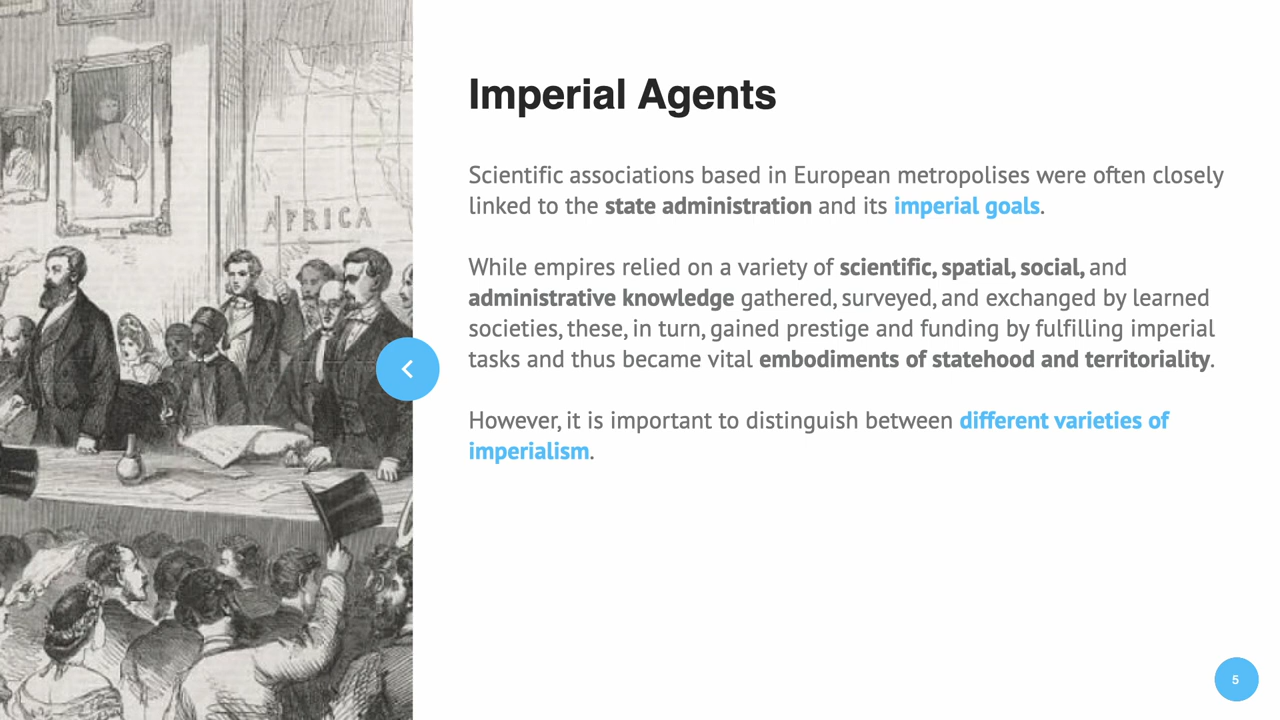 AFRICA
Imperial Agents
Scientific associations based in European metropolises were often closely
linked to the state administration and its imperial goals.
While empires relied on a variety of scientific, spatial, social, and
administrative knowledge gathered, surveyed, and exchanged by learned
societies, these, in turn, gained prestige and funding by fulfilling imperial
tasks and thus became vital embodiments of statehood and territoriality.
However, it is important to distinguish between different varieties of
imperialism.
5